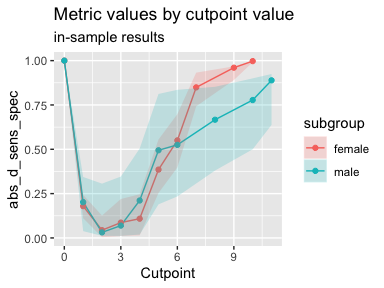 Metric values by cutpoint value
in-sample results
abs_d_sens_spec
1.00
0.75
0.50
0.25
0.00
0
3
6
9
Cutpoint
subgroup
female
male